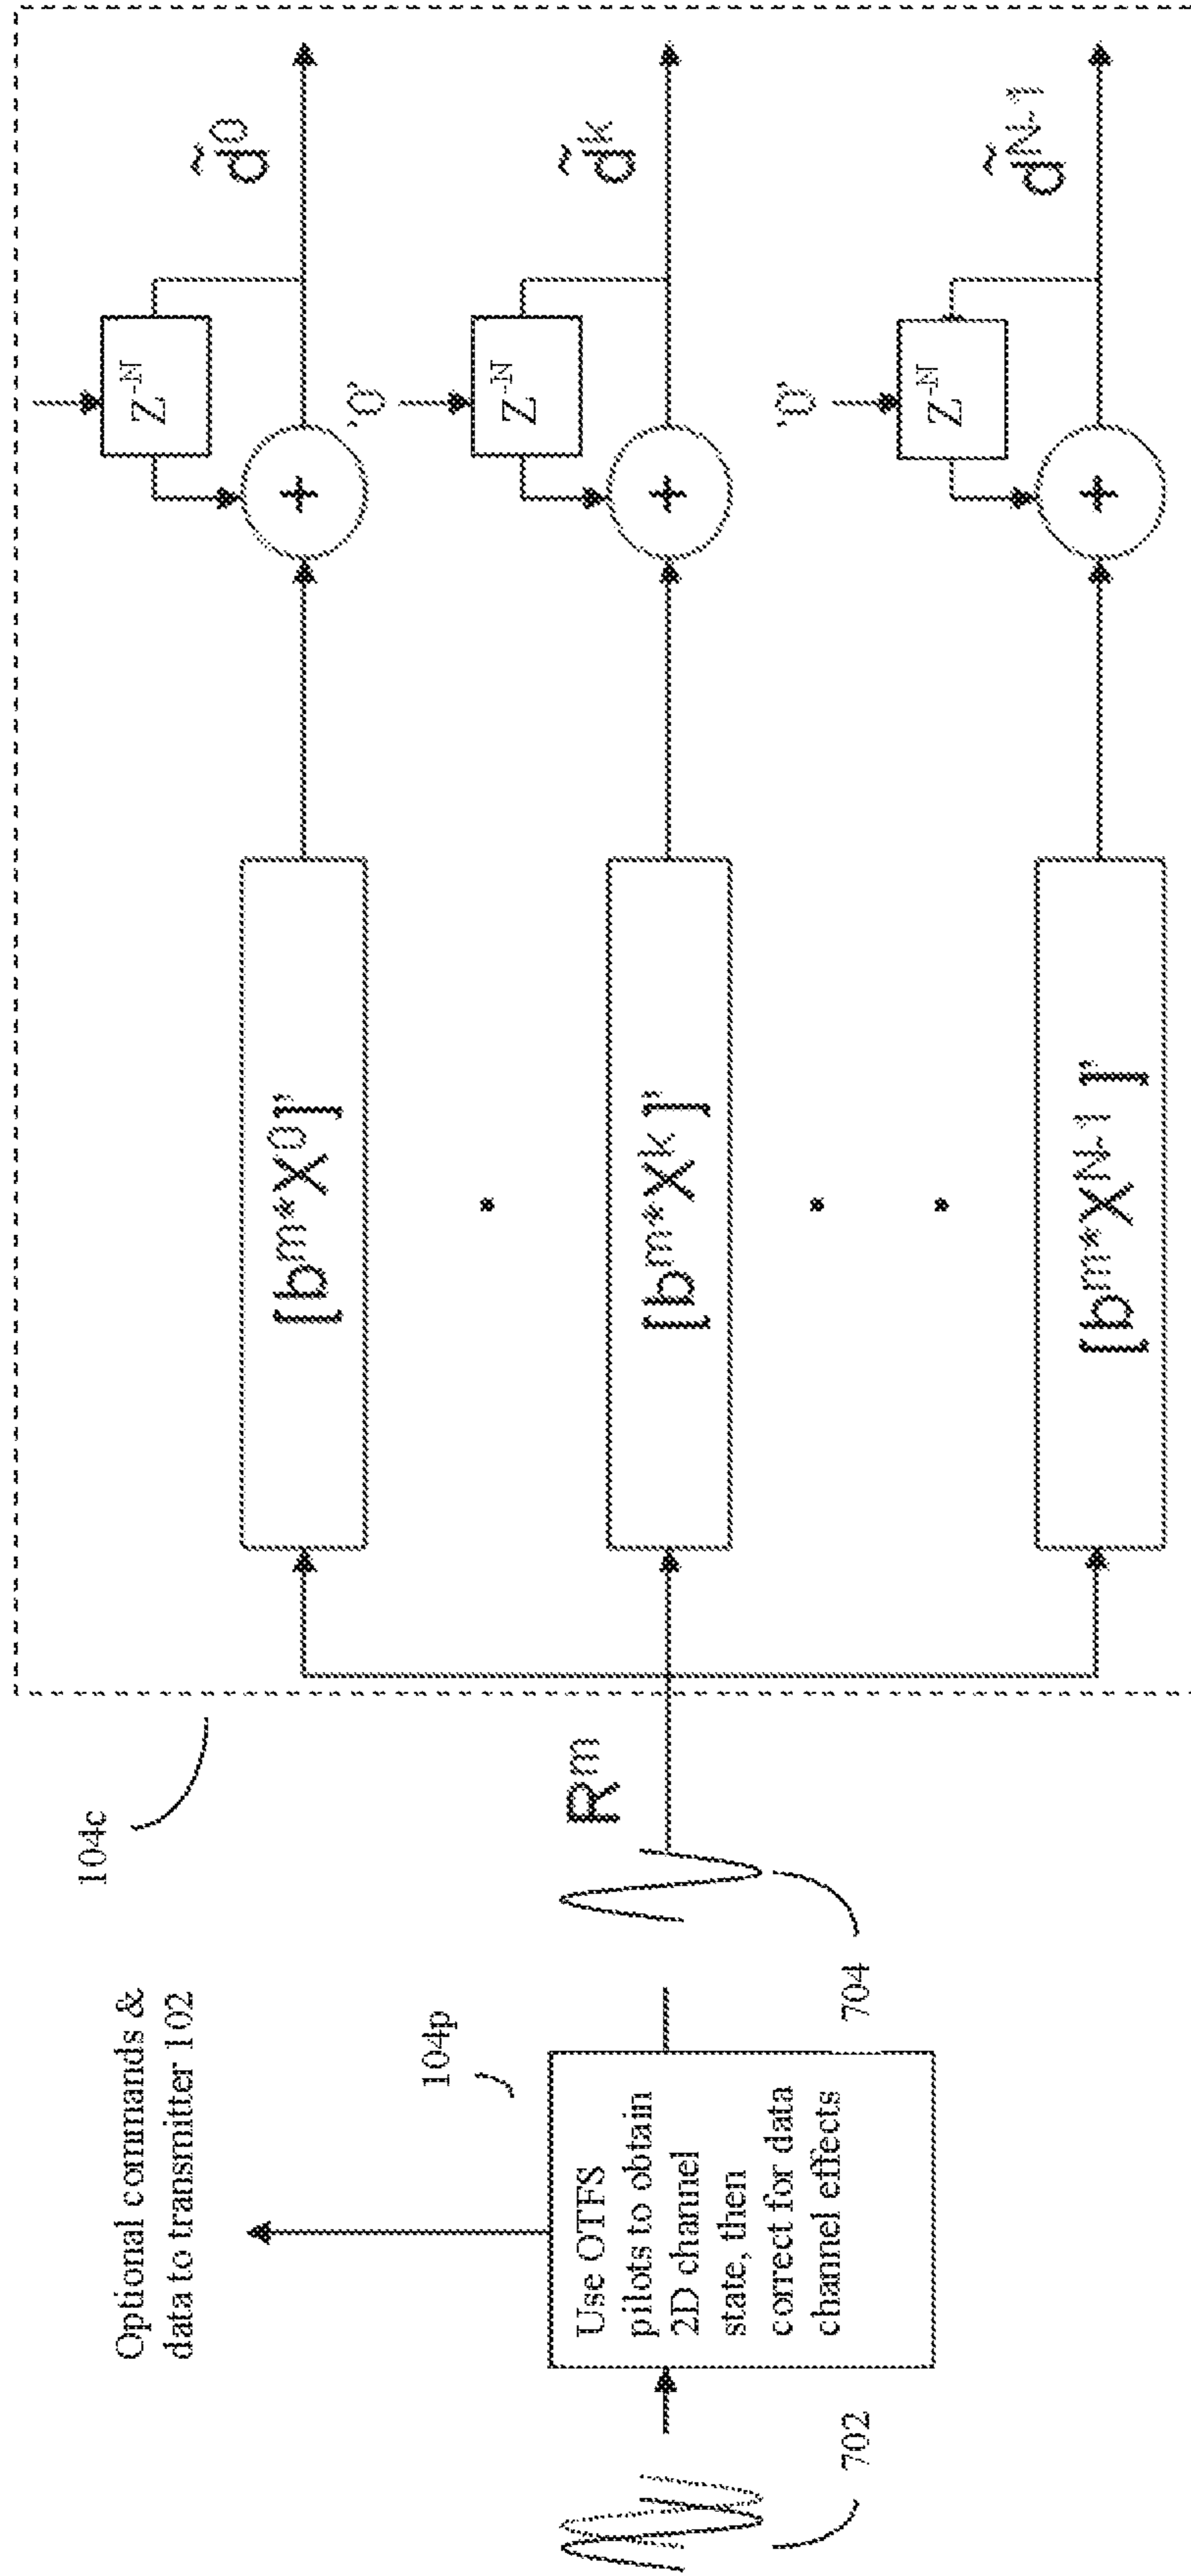 Optional commands &
data to transmitter 102
104p
Use OTFS
pilots to obtain
2D channel
state, then
correct for data
channel effects
702
704
R^m
104c
[b^m*X^0]'
[b^m*X^k]'
[b^m*X^N-1]'
+
Z^-N
d̃^0
'0'
+
Z^-N
d̃^k
'0'
+
Z^-N
d̃^N-1